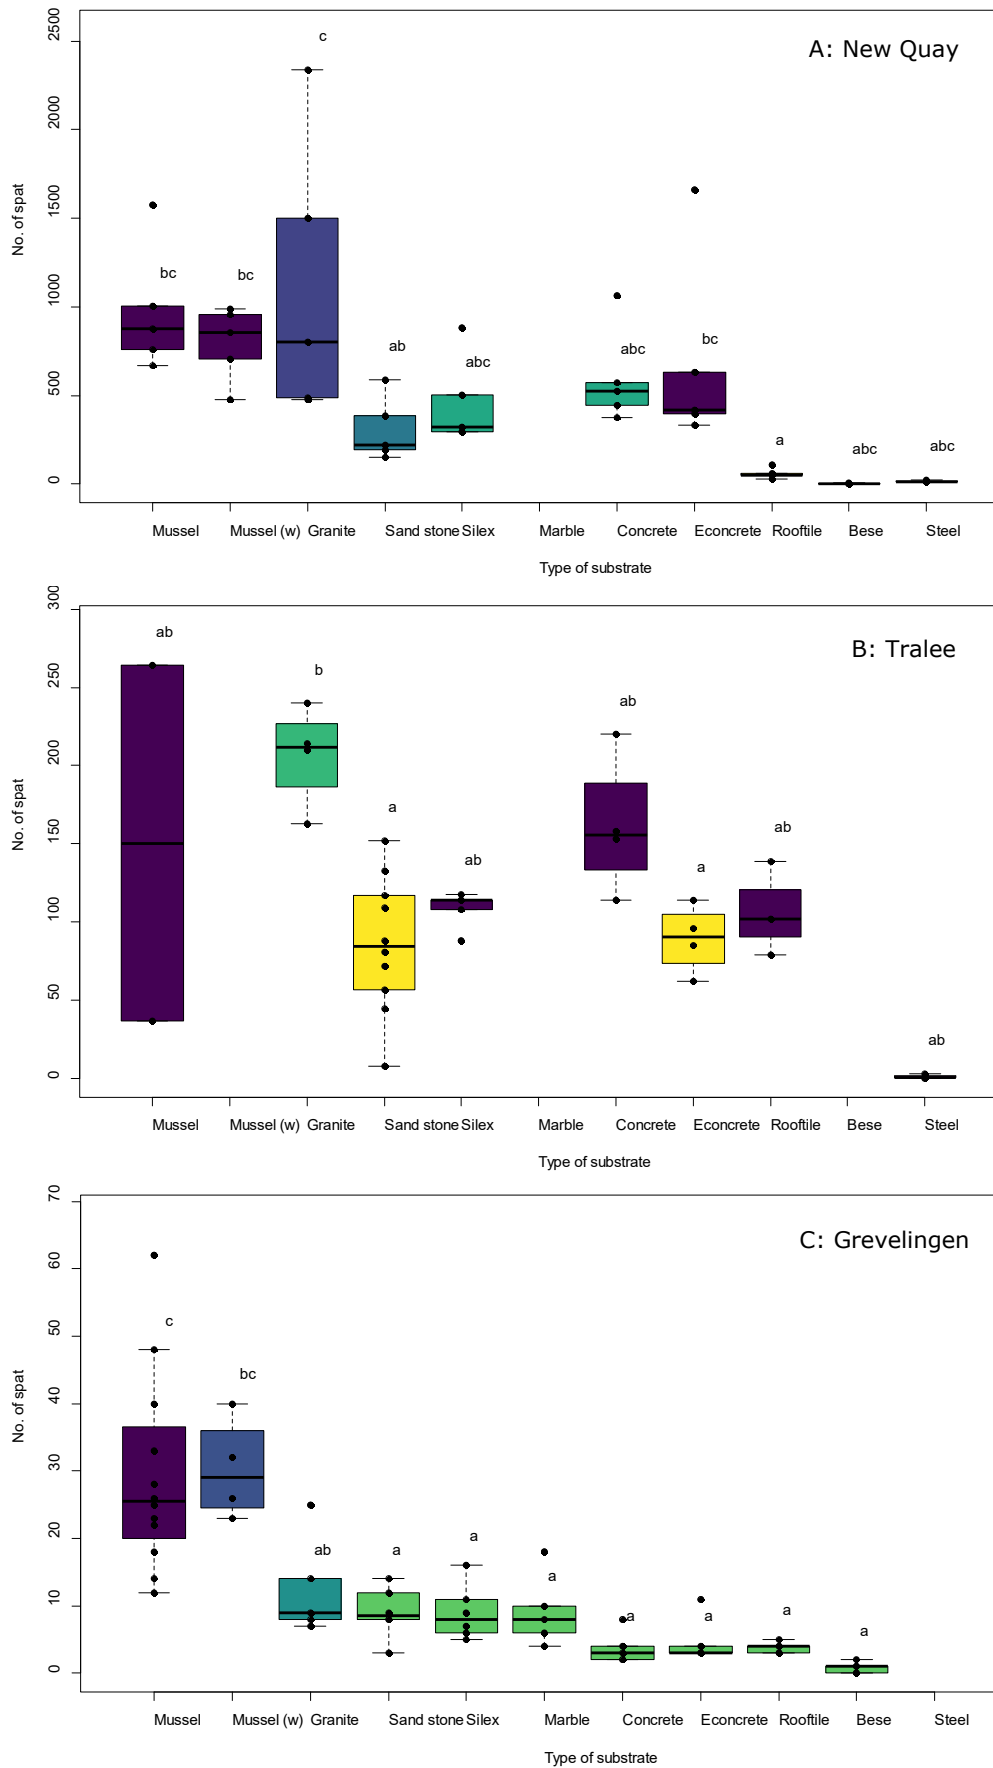 A: New Quay
No. of spat
2500
2000
1500
1000
500
0
c
bc
bc
ab
abc
abc
bc
a
abc
abc
Mussel Mussel (w) Granite Sand stone Silex Marble Concrete Econcrete Rooftile Bese Steel
Type of substrate
B: Tralee
No. of spat
300
250
200
150
100
50
0
ab
b
a
ab
ab
a
ab
ab
Mussel Mussel (w) Granite Sand stone Silex Marble Concrete Econcrete Rooftile Bese Steel
Type of substrate
C: Grevelingen
No. of spat
70
60
50
40
30
20
10
0
c
bc
ab
a
a
a
a
a
a
a
Mussel Mussel (w) Granite Sand stone Silex Marble Concrete Econcrete Rooftile Bese Steel
Type of substrate